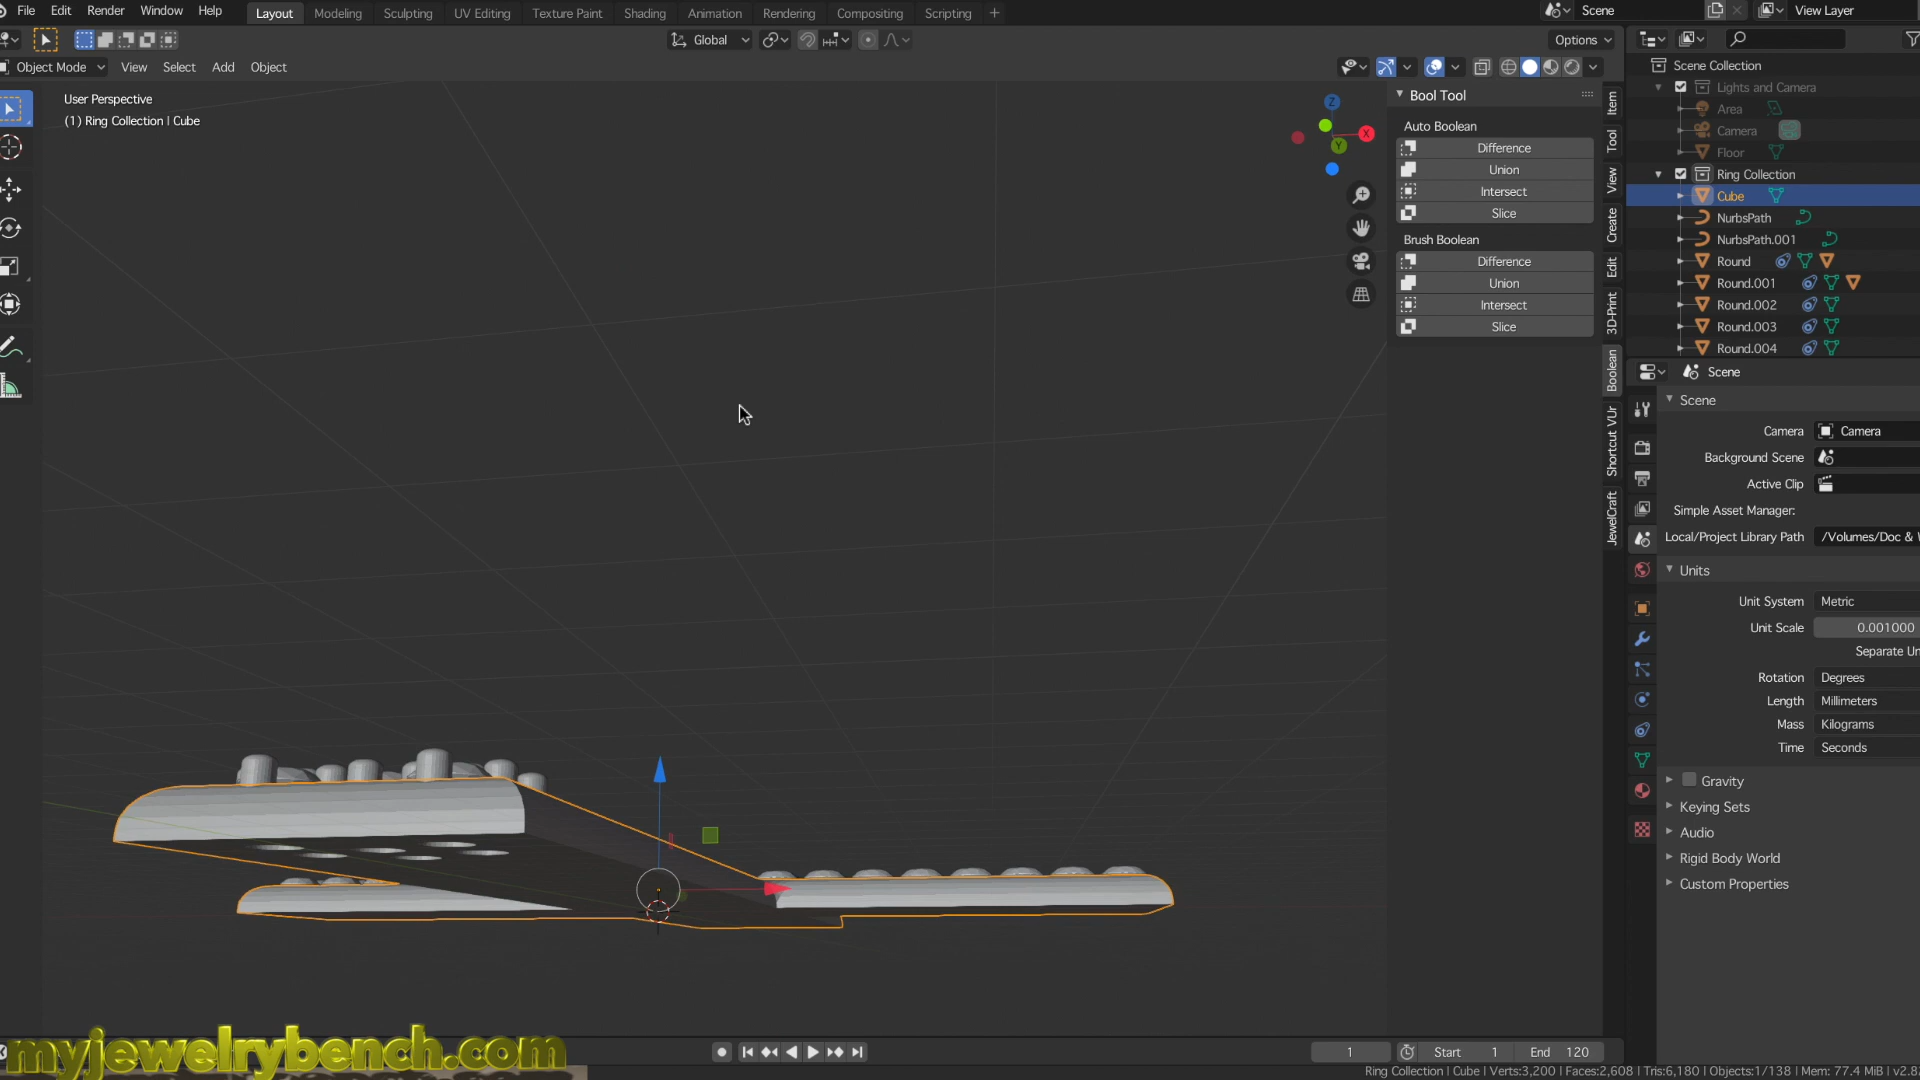 File Edit Render Window Help Layout Modeling Sculpting UV Editing Texture Paint Shading Animation Rendering Compositing Scripting + Scene View Layer
Global Options
Object Mode View Select Add Object
User Perspective
(1) Ring Collection | Cube
Z
X
Y
Bool Tool
Auto Boolean
Difference
Union
Intersect
Slice
Brush Boolean
Difference
Union
Intersect
Slice
Item
Tool
View
Create
Edit
3D-Print
Boolean
Shortcut VUr
JewelCraft
Scene Collection
Lights and Camera
Area
Camera
Floor
Ring Collection
Cube
NurbsPath
NurbsPath.001
Round
Round.001
Round.002
Round.003
Round.004
Scene
Scene
Camera Camera
Background Scene
Active Clip
Simple Asset Manager:
Local/Project Library Path /Volumes/Doc &
Units
Unit System Metric
Unit Scale 0.001000
Separate Un
Rotation Degrees
Length Millimeters
Mass Kilograms
Time Seconds
Gravity
Keying Sets
Audio
Rigid Body World
Custom Properties
1 Start 1 End 120
Ring Collection | Cube | Verts:3,200 | Faces:2,608 | Tris:6,180 | Objects:1/138 | Mem: 77.4 MiB | v2.8
myjewelrybench.com